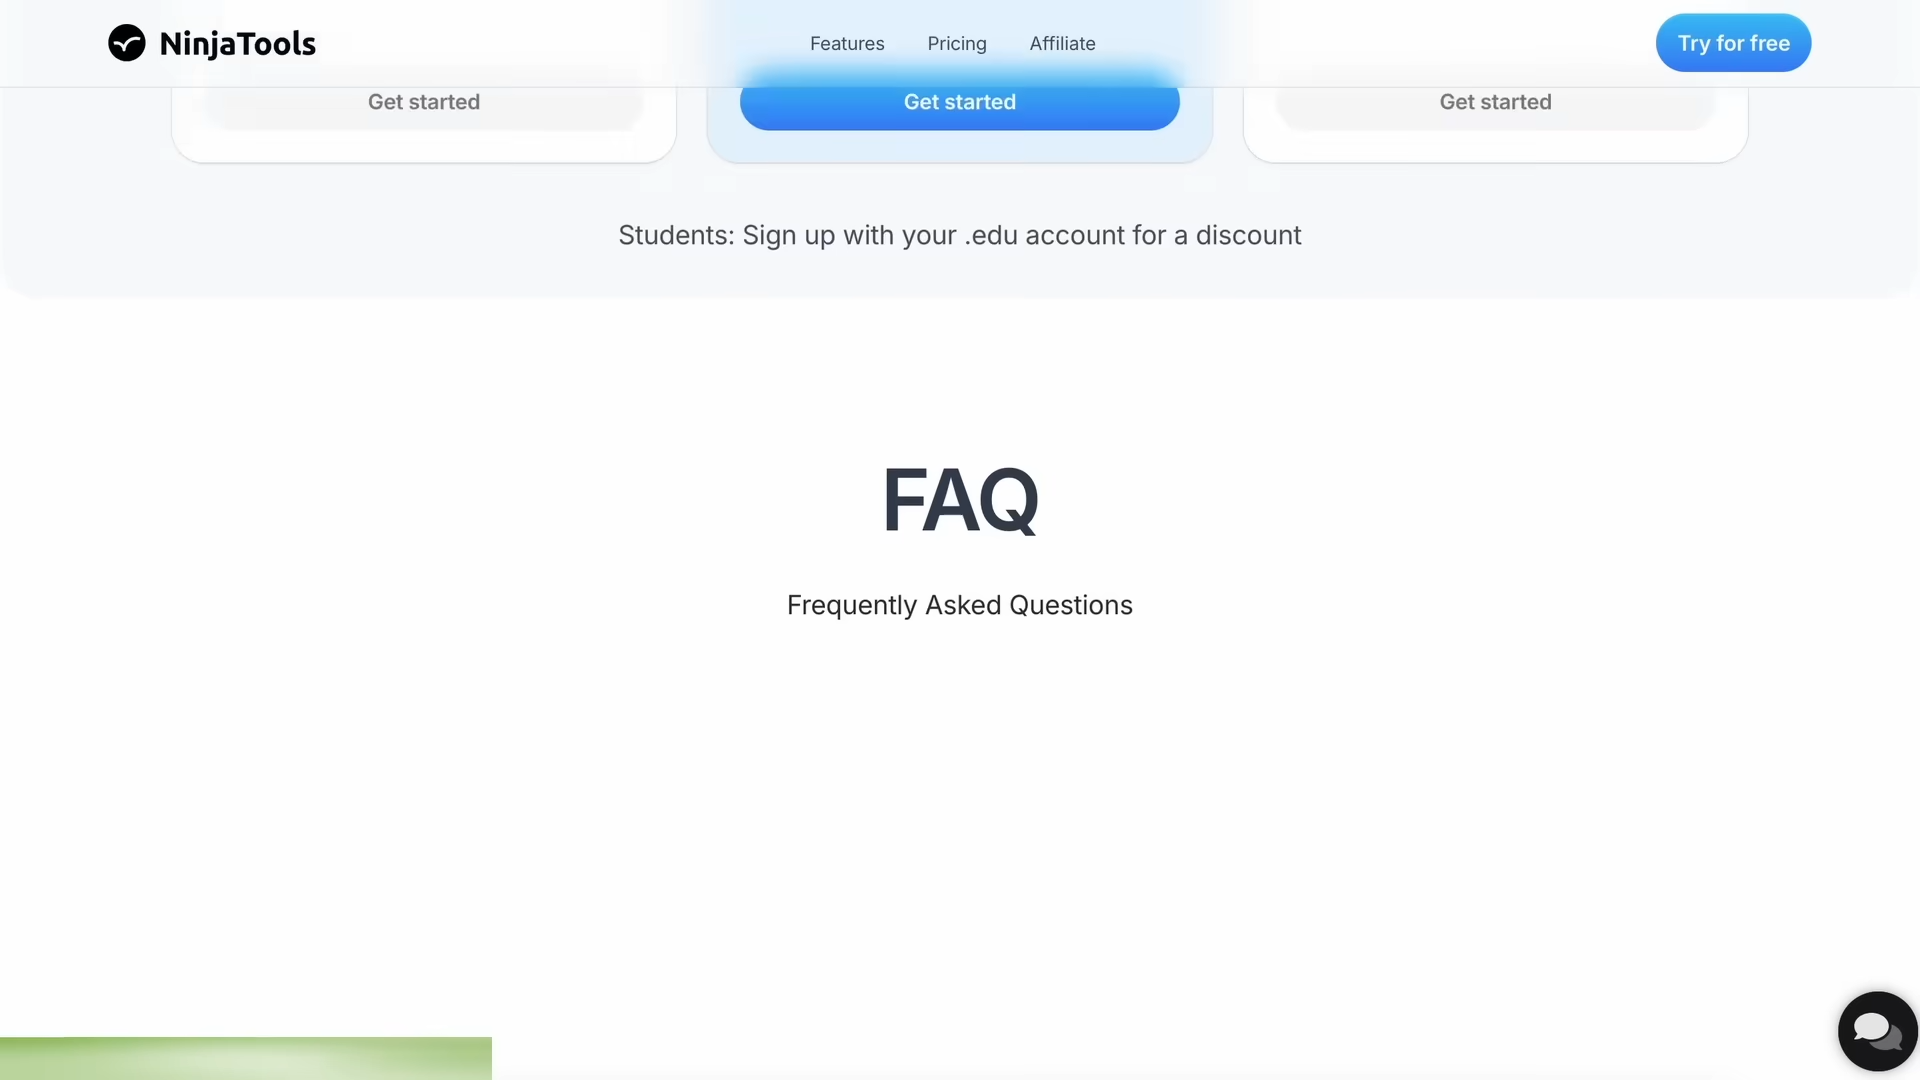 NinjaTools
Features Pricing Affiliate
Try for free
Get started Get started Get started
Students: Sign up with your .edu account for a discount
FAQ
Frequently Asked Questions